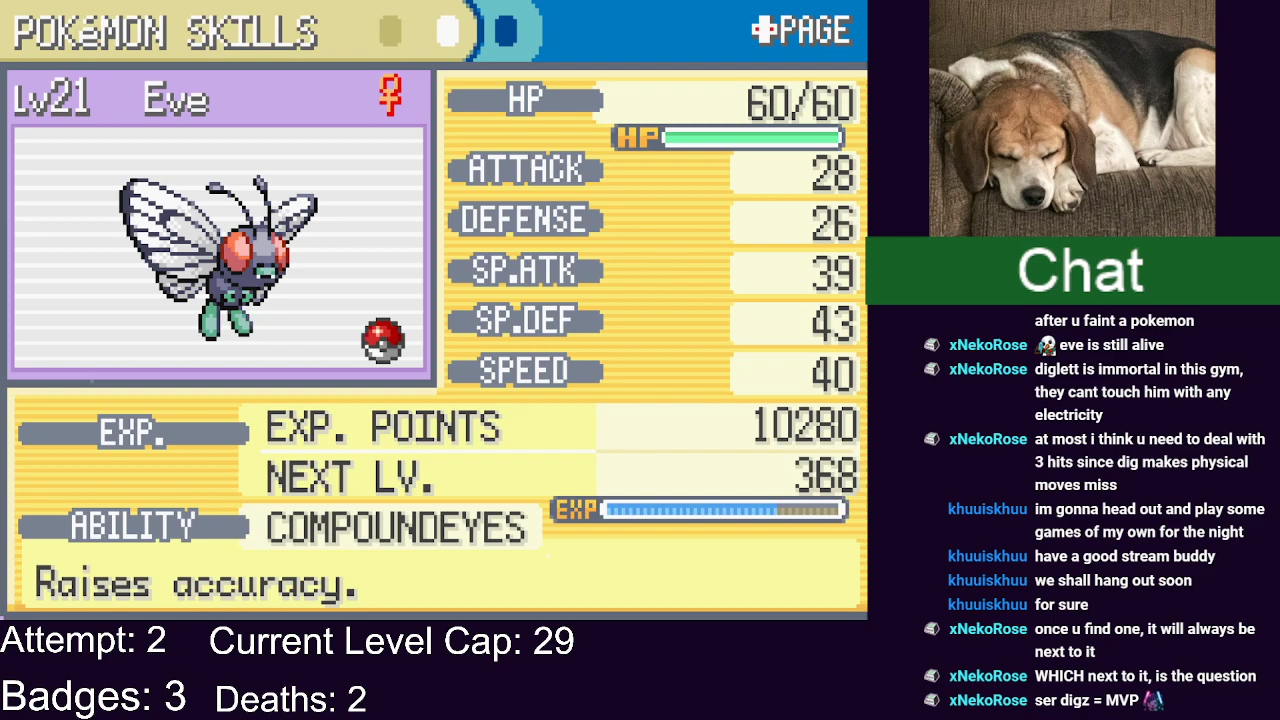 POKéMON SKILLS
PAGE
Lv21 Eve ♀
HP 60/60
HP
ATTACK 28
DEFENSE 26
SP.ATK 39
SP.DEF 43
SPEED 40
EXP. EXP. POINTS 10280
NEXT LV. 368
EXP
ABILITY COMPOUNDEYES
Raises accuracy.
Attempt: 2 Current Level Cap: 29
Badges: 3 Deaths: 2
Chat
after u faint a pokemon
xNekoRose eve is still alive
xNekoRose diglett is immortal in this gym,
they cant touch him with any
electricity
xNekoRose at most i think u need to deal with
3 hits since dig makes physical
moves miss
khuuiskhuu im gonna head out and play some
games of my own for the night
khuuiskhuu have a good stream buddy
khuuiskhuu we shall hang out soon
khuuiskhuu for sure
xNekoRose once u find one, it will always be
next to it
xNekoRose WHICH next to it, is the question
xNekoRose ser digz = MVP